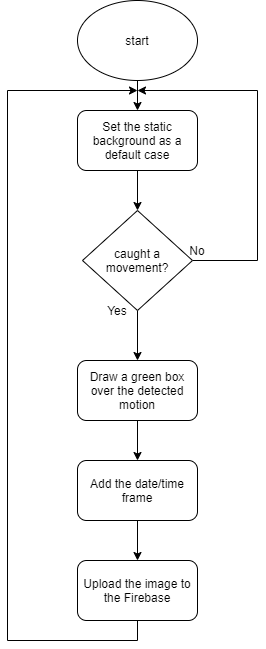 start
Set the static
background as a
default case
caught a
movement?
No
Yes
Draw a green box
over the detected
motion
Add the date/time
frame
Upload the image to
the Firebase